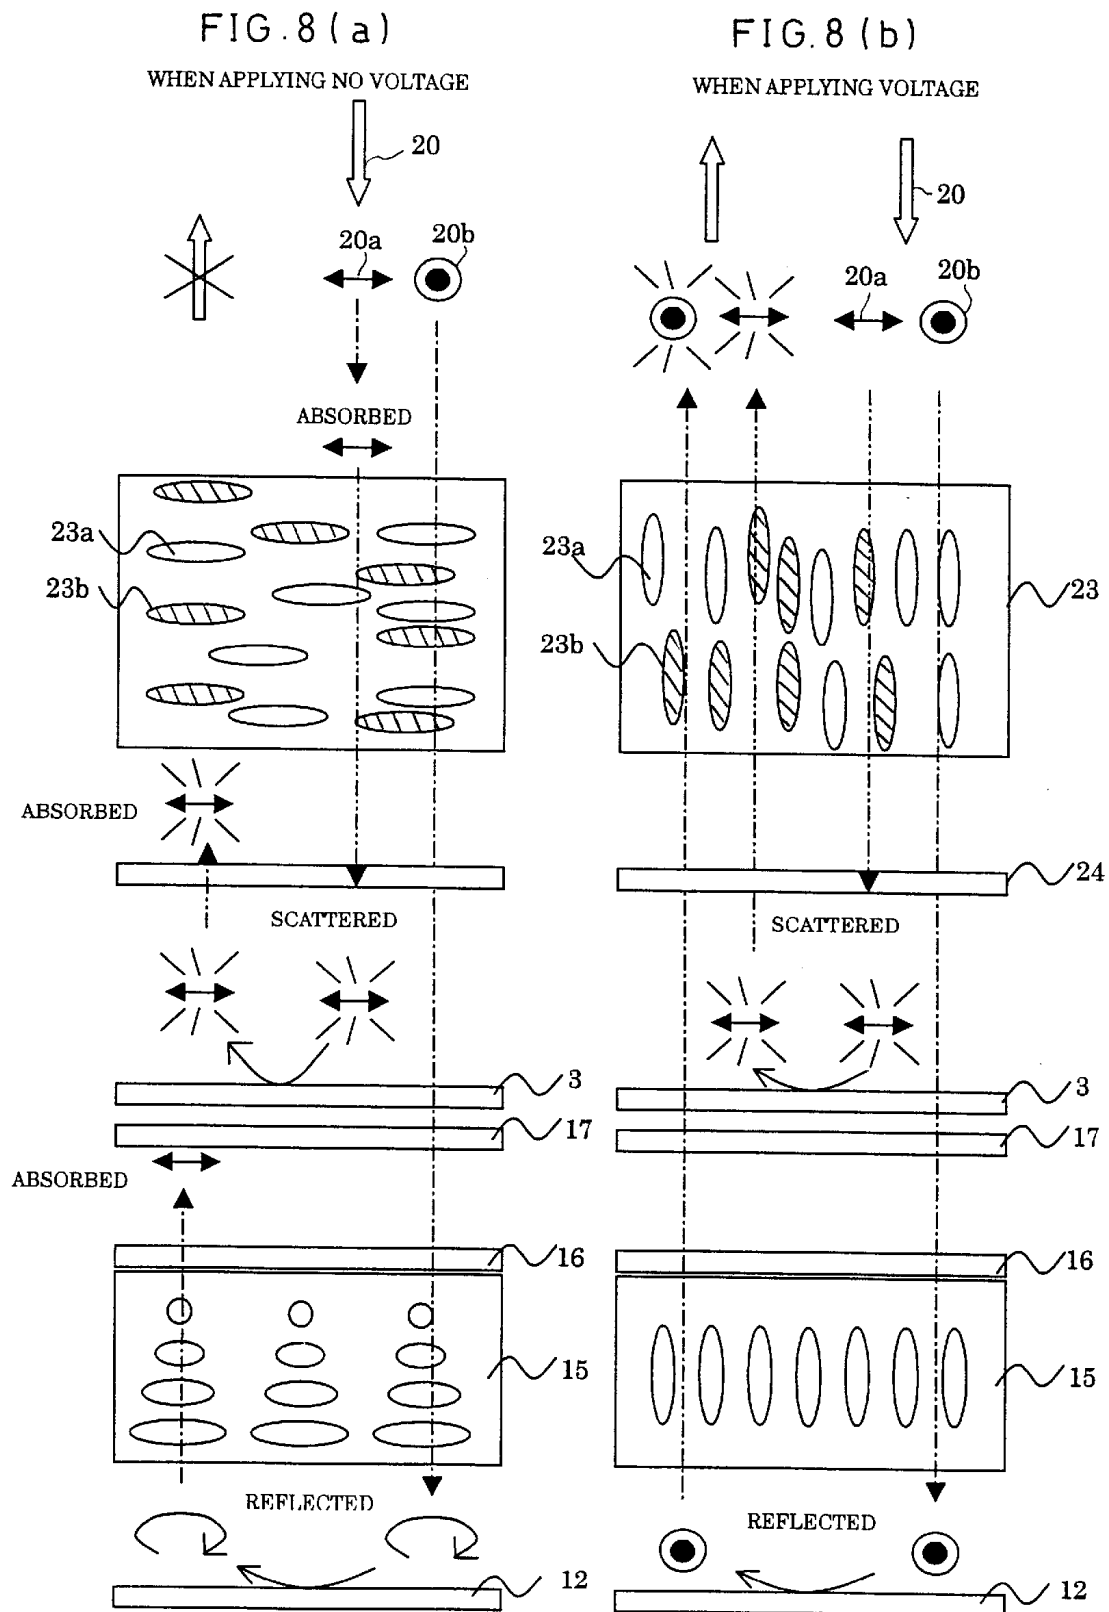 FIG. 8 (a)
WHEN APPLYING NO VOLTAGE
20
20a
20b
ABSORBED
23a
23b
ABSORBED
SCATTERED
3
17
ABSORBED
16
15
REFLECTED
12
FIG. 8 (b)
WHEN APPLYING VOLTAGE
20
20a
20b
23a
23
23b
24
SCATTERED
3
17
16
15
REFLECTED
12